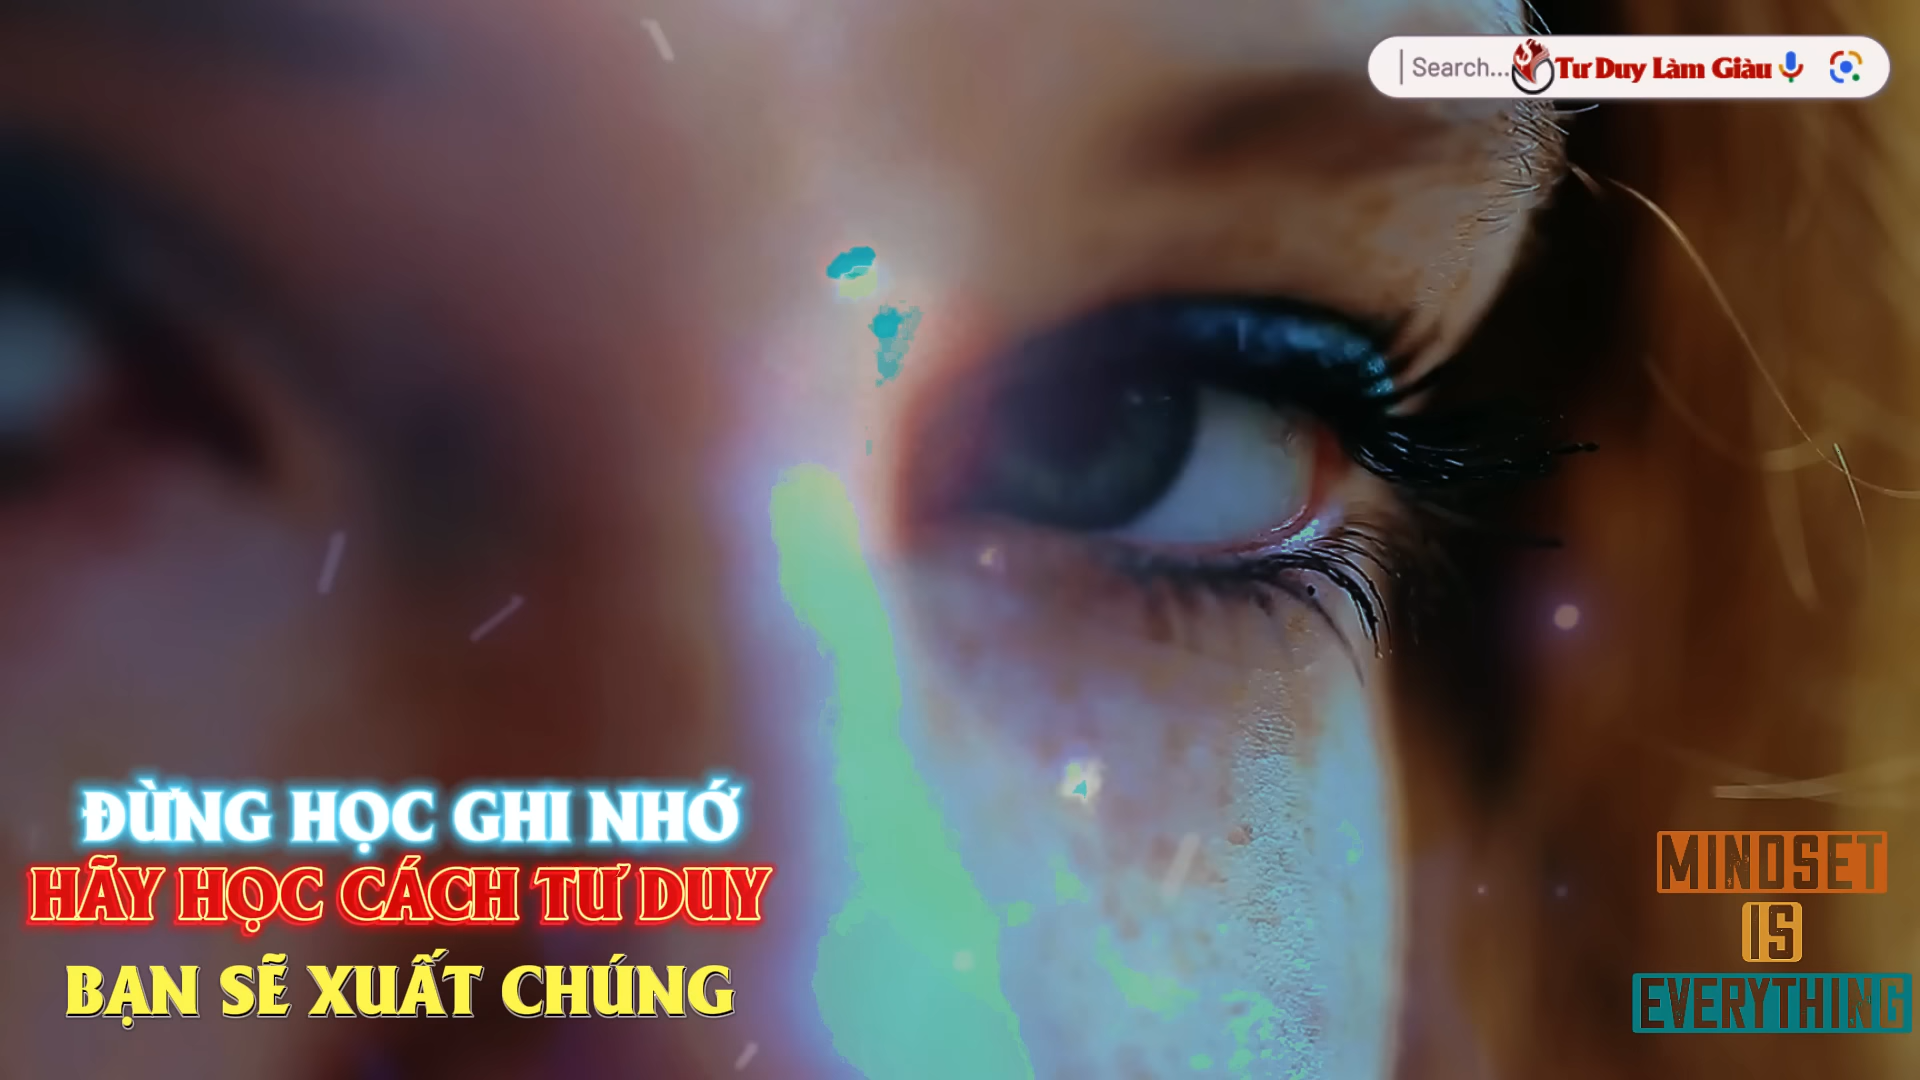 Search... Tư Duy Làm Giàu
ĐỪNG HỌC GHI NHỚ
HÃY HỌC CÁCH TƯ DUY
BẠN SẼ XUẤT CHÚNG
MINDSET
IS
EVERYTHING